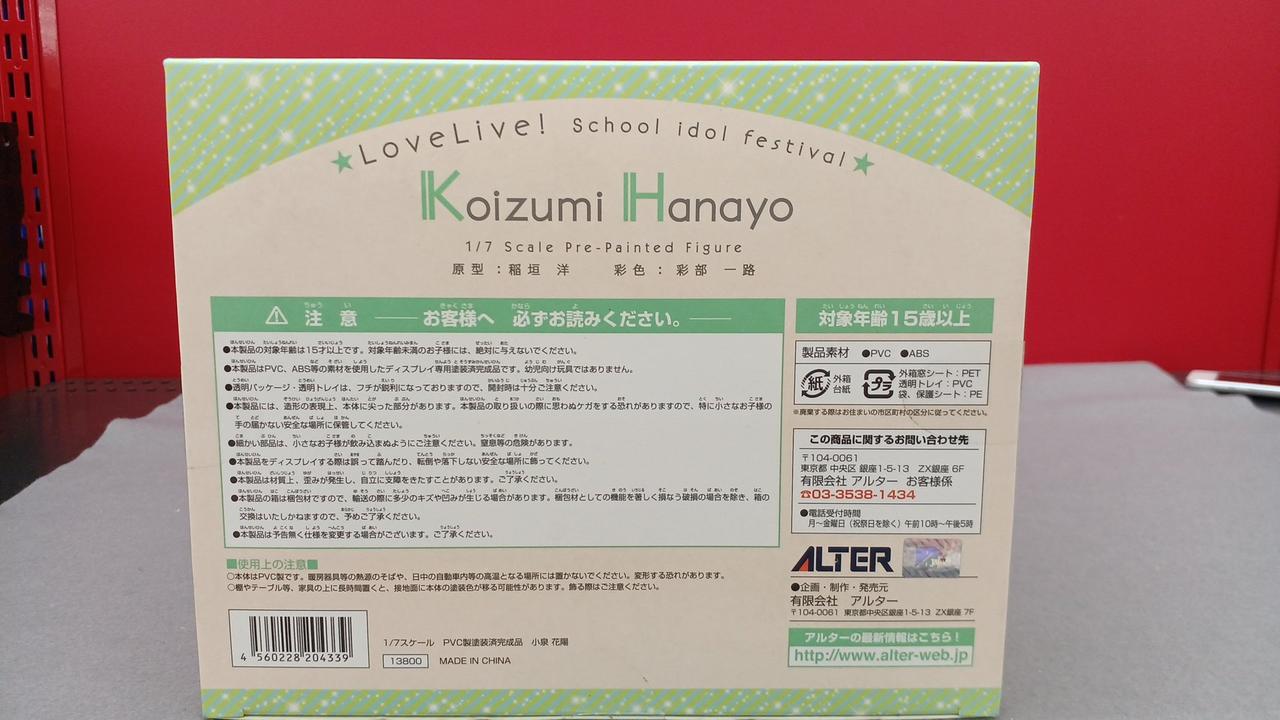 ★LoveLive! School idol festival★
Koizumi Hanayo
1/7 Scale Pre-Painted Figure
原型：稲垣 洋　彩色：彩部 一路
注意 お客様へ 必ずお読みください。
●本製品の対象年齢は15才以上です。対象年齢未満のお子様には、絶対に与えないでください。
●本製品はPVC、ABS等の素材を使用したディスプレイ専用塗装済完成品です。幼児向け玩具ではありません。
●透明パッケージ・透明トレイは、フチが鋭利になっておりますので、開封時は十分ご注意ください。
●本製品には、造形の表現上、本体に尖った部分があります。本製品の取り扱いの際に思わぬケガをする恐れがありますので、特に小さなお子様の
手の届かない安全な場所に保管してください。
●細かい部品は、小さなお子様が飲み込まぬようにご注意ください。窒息等の危険があります。
●本製品をディスプレイする際は誤って踏んだり、転倒や落下しない安全な場所に飾ってください。
●本製品は材質上、歪みが発生し、自立に支障をきたすことがあります。ご了承ください。
●本製品の箱は梱包材ですので、輸送の際に多少のキズや凹みが生じる場合があります。梱包材としての機能を著しく損なう破損の場合を除き、箱の
交換はいたしかねますので、予めご了承ください。
●本製品は予告無く仕様を変更する場合がございます。ご了承ください。
■使用上の注意■
○本体はPVC製です。暖房器具等の熱源のそばや、日中の自動車内等の高温となる場所には置かないでください。変形する恐れがあります。
○棚やテーブル等、家具の上に長時間置くと、接地面に本体の塗装色が移る可能性があります。飾る際はご注意ください。
4 560228 204339
1/7スケール PVC製塗装済完成品 小泉 花陽
13800 MADE IN CHINA
対象年齢15歳以上
製品素材 ●PVC ●ABS
紙 外箱 台紙
プラ 外箱窓シート：PET
透明トレイ：PVC
袋、保護シート：PE
※廃棄する際はお住まいの市区町村の区分に従ってください。
この商品に関するお問い合わせ先
〒104-0061
東京都 中央区 銀座1-5-13 ZX銀座 6F
有限会社 アルター お客様係
☎03-3538-1434
●電話受付時間
月～金曜日（祝祭日を除く）午前10時～午後5時
ALTER
●企画・制作・発売元
有限会社 アルター
〒104-0061 東京都中央区銀座1-5-13 ZX銀座 7F
アルターの最新情報はこちら！
http://www.alter-web.jp